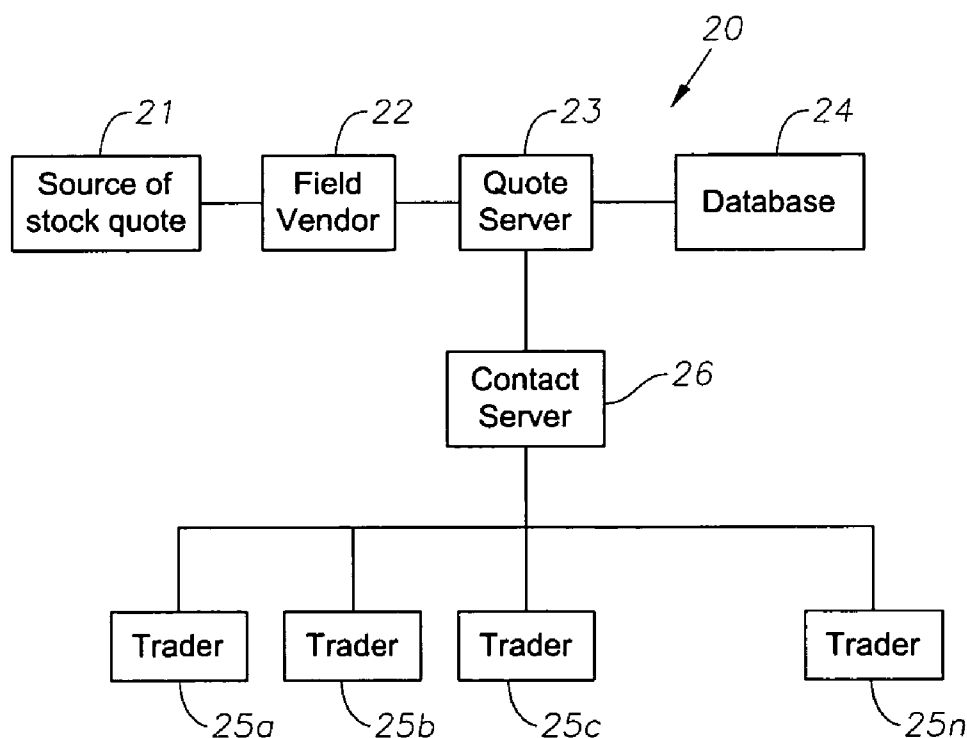 20
21
22
23
24
Source of
stock quote
Field
Vendor
Quote
Server
Database
Contact
Server
26
Trader
Trader
Trader
Trader
25a
25b
25c
25n